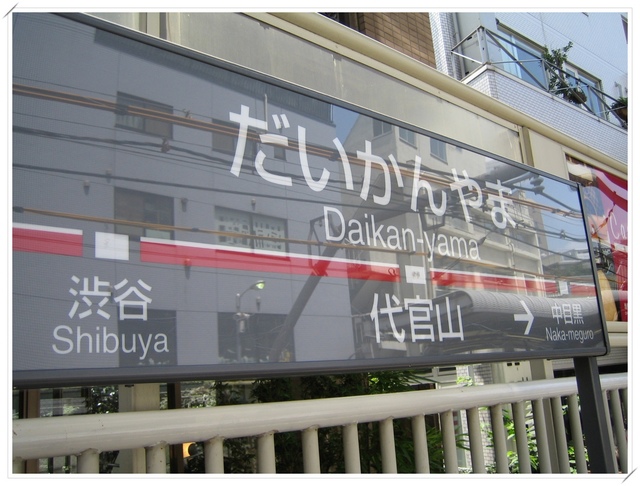 だいかんやま
Daikan-yama
渋谷
Shibuya
代官山
→ 中目黒
Naka-meguro